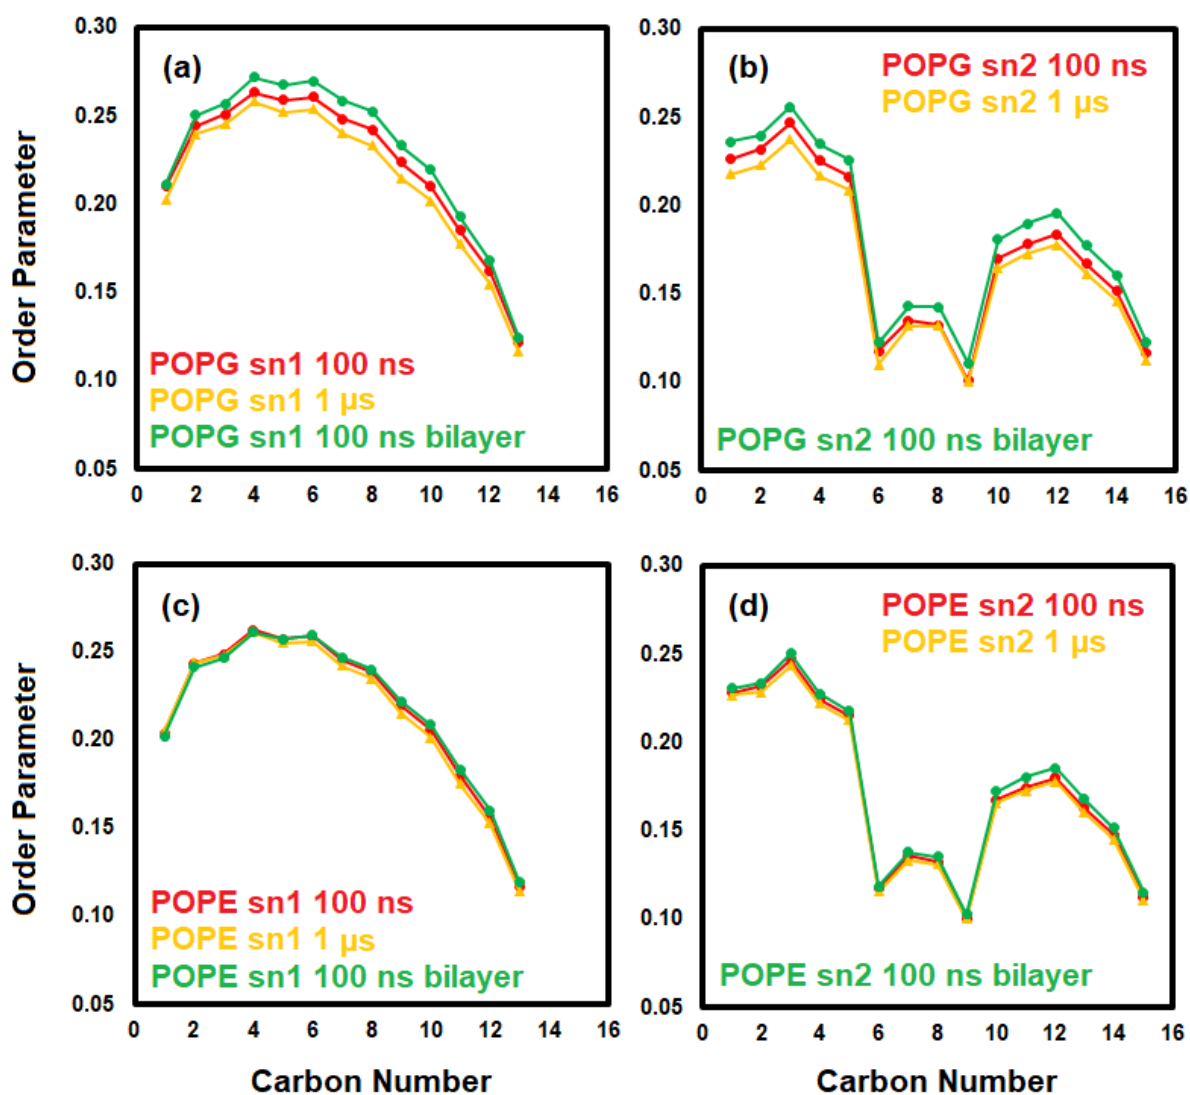 0.30
0.25
0.20
0.15
0.10
0.05
Order Parameter
(a)
POPG sn1 100 ns
POPG sn1 1 µs
POPG sn1 100 ns bilayer
0 2 4 6 8 10 12 14 16
0.30
0.25
0.20
0.15
0.10
0.05
(b)
POPG sn2 100 ns
POPG sn2 1 µs
POPG sn2 100 ns bilayer
0 2 4 6 8 10 12 14 16
0.30
0.25
0.20
0.15
0.10
0.05
Order Parameter
(c)
POPE sn1 100 ns
POPE sn1 1 µs
POPE sn1 100 ns bilayer
0 2 4 6 8 10 12 14 16
Carbon Number
0.30
0.25
0.20
0.15
0.10
0.05
(d)
POPE sn2 100 ns
POPE sn2 1 µs
POPE sn2 100 ns bilayer
0 2 4 6 8 10 12 14 16
Carbon Number